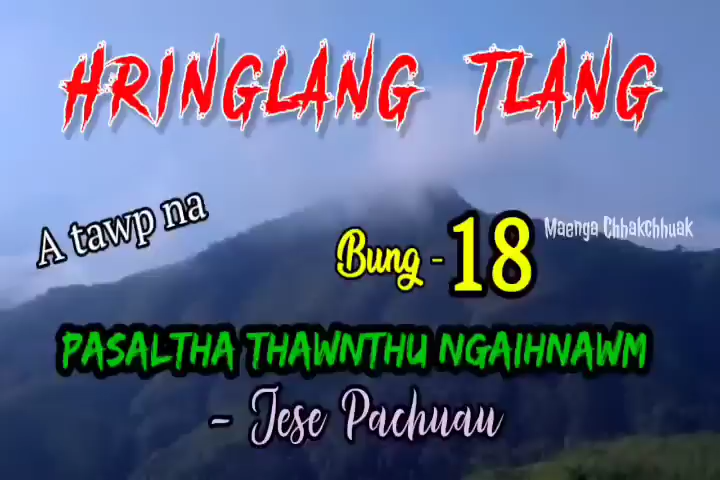 HRINGLANG TLANG
A tawp na
Bung - 18
Maenga Chhakchhuak
PASALTHA THAWNTHU NGAIHNAWM
- Jese Pachuau